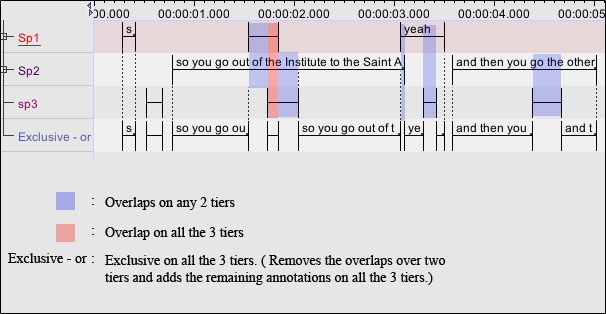 00:00.000 00:00:01.000 00:00:02.000 00:00:03.000 00:00:04.000 00:00:05
Sp1 s yeah
Sp2 so you go out of the Institute to the Saint A and then you go the other
sp3
Exclusive - or s so you go ou so you go out of t ye and then you and t
: Overlaps on any 2 tiers
: Overlap on all the 3 tiers
Exclusive - or : Exclusive on all the 3 tiers. ( Removes the overlaps over two
tiers and adds the remaining annotations on all the 3 tiers.)